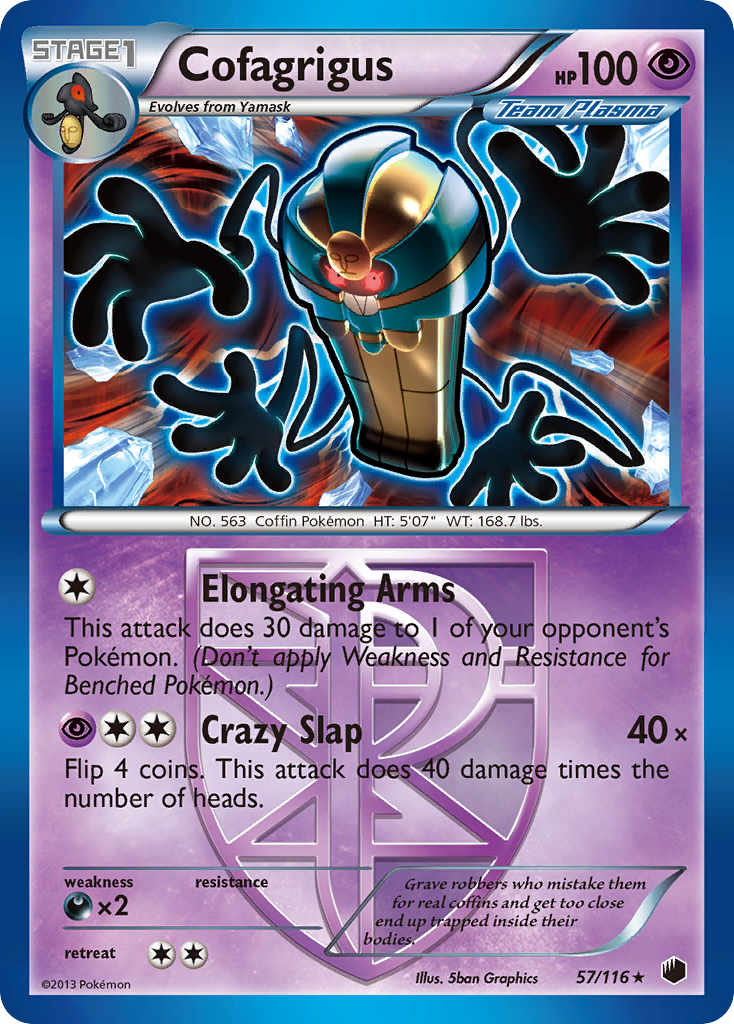 STAGE1
Cofagrigus
HP100
Evolves from Yamask
Team Plasma
NO. 563 Coffin Pokémon HT: 5'07" WT: 168.7 lbs.
Elongating Arms
This attack does 30 damage to 1 of your opponent's
Pokémon. (Don't apply Weakness and Resistance for
Benched Pokémon.)
Crazy Slap 40×
Flip 4 coins. This attack does 40 damage times the
number of heads.
weakness resistance
×2
Grave robbers who mistake them
for real coffins and get too close
end up trapped inside their
bodies.
retreat
©2013 Pokémon
Illus. 5ban Graphics 57/116 ★